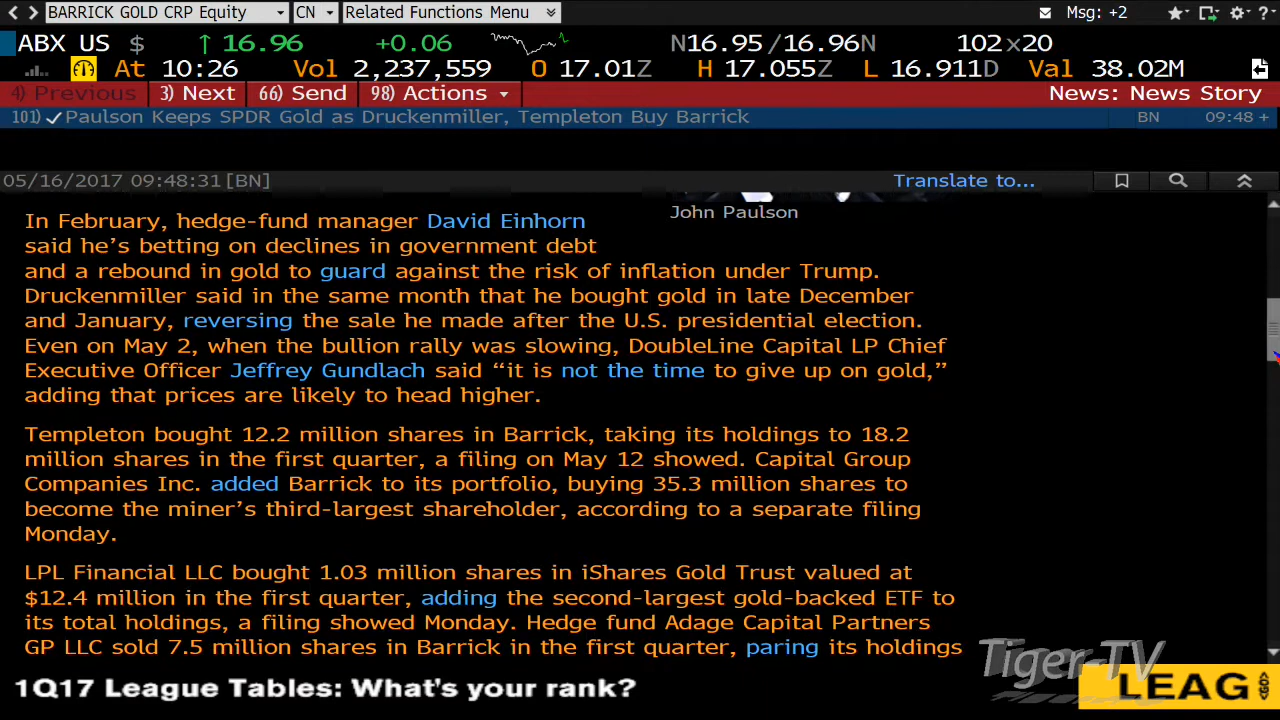 BARRICK GOLD CRP Equity CN Related Functions Menu Msg: +2
ABX US $ ↑ 16.96 +0.06 N16.95/16.96N 102x20
At 10:26 Vol 2,237,559 O 17.01Z H 17.055Z L 16.911D Val 38.02M
4) Previous 3) Next 66) Send 98) Actions News: News Story
101) Paulson Keeps SPDR Gold as Druckenmiller, Templeton Buy Barrick BN 09:48 +
05/16/2017 09:48:31 [BN] Translate to...
John Paulson
In February, hedge-fund manager David Einhorn
said he's betting on declines in government debt
and a rebound in gold to guard against the risk of inflation under Trump.
Druckenmiller said in the same month that he bought gold in late December
and January, reversing the sale he made after the U.S. presidential election.
Even on May 2, when the bullion rally was slowing, DoubleLine Capital LP Chief
Executive Officer Jeffrey Gundlach said “it is not the time to give up on gold,”
adding that prices are likely to head higher.
Templeton bought 12.2 million shares in Barrick, taking its holdings to 18.2
million shares in the first quarter, a filing on May 12 showed. Capital Group
Companies Inc. added Barrick to its portfolio, buying 35.3 million shares to
become the miner's third-largest shareholder, according to a separate filing
Monday.
LPL Financial LLC bought 1.03 million shares in iShares Gold Trust valued at
$12.4 million in the first quarter, adding the second-largest gold-backed ETF to
its total holdings, a filing showed Monday. Hedge fund Adage Capital Partners
GP LLC sold 7.5 million shares in Barrick in the first quarter, paring its holdings
Tiger-TV
1Q17 League Tables: What's your rank? LEAG GO